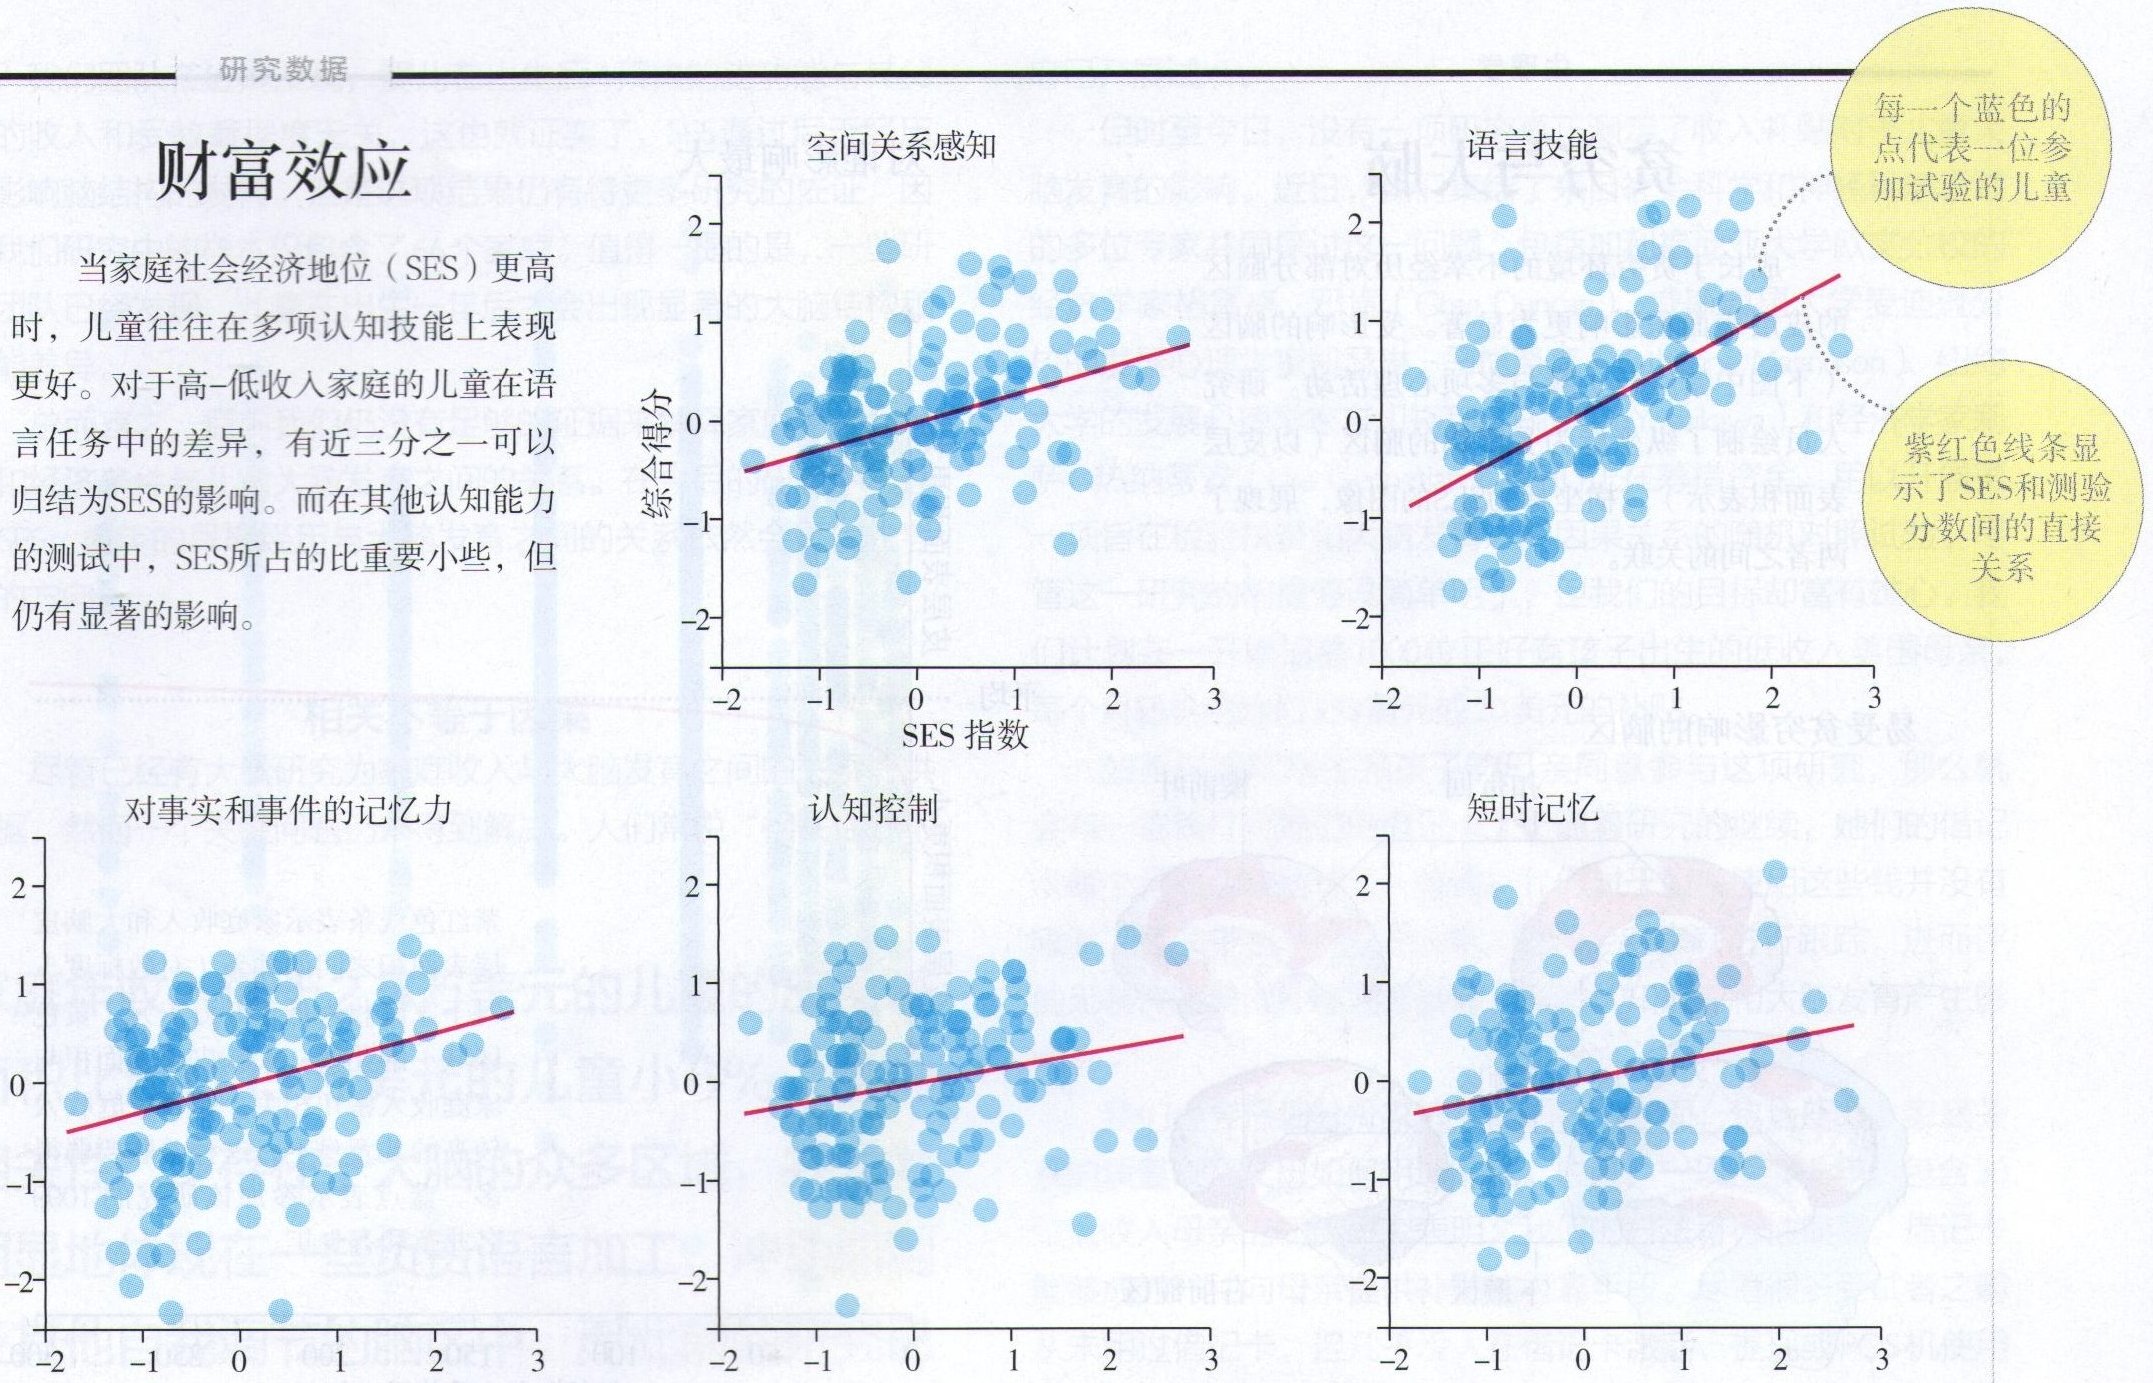 研究数据
财富效应
当家庭社会经济地位（SES）更高
时，儿童往往在多项认知技能上表现
更好。对于高-低收入家庭的儿童在语
言任务中的差异，有近三分之一可以
归结为SES的影响。而在其他认知能力
的测试中，SES所占的比重要小些，但
仍有显著的影响。
空间关系感知
综合得分
2
1
0
-1
-2
-2 -1 0 1 2 3
SES 指数
语言技能
2
1
0
-1
-2
-2 -1 0 1 2 3
每一个蓝色的
点代表一位参
加试验的儿童
紫红色线条显
示了SES和测验
分数间的直接
关系
对事实和事件的记忆力
2
1
0
-1
-2
-2 -1 0 1 2 3
认知控制
2
1
0
-1
-2
-2 -1 0 1 2 3
短时记忆
2
1
0
-1
-2
-2 -1 0 1 2 3